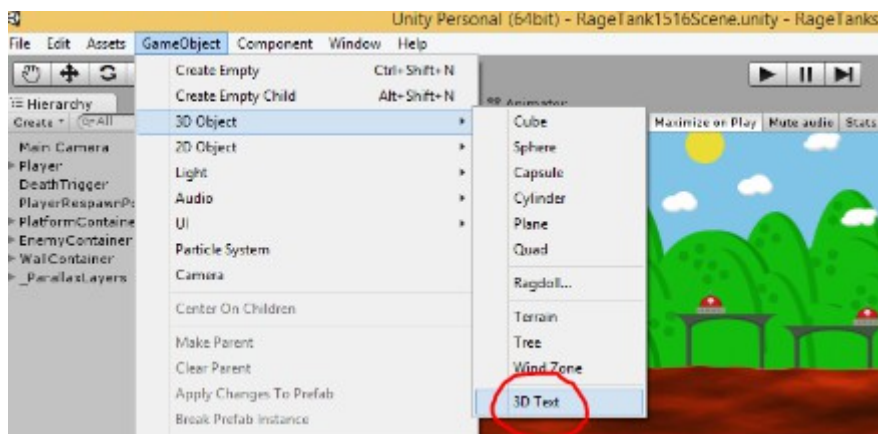 Unity Personal (64bit) - RageTank1516Scene.unity - RageTanks
File Edit Assets GameObject Component Window Help
Hierarchy
Create All
Main Camera
Player
DeathTrigger
PlayerRespawnPo
PlatformContaine
EnemyContainer
WallContainer
_ParallaxLayers
Create Empty Ctrl+Shift+N
Create Empty Child Alt+Shift+N
3D Object
2D Object
Light
Audio
UI
Particle System
Camera
Center On Children
Make Parent
Clear Parent
Apply Changes To Prefab
Break Prefab Instance
Cube
Sphere
Capsule
Cylinder
Plane
Quad
Ragdoll...
Terrain
Tree
Wind Zone
3D Text
Animator
Maximize on Play Mute audio Stats